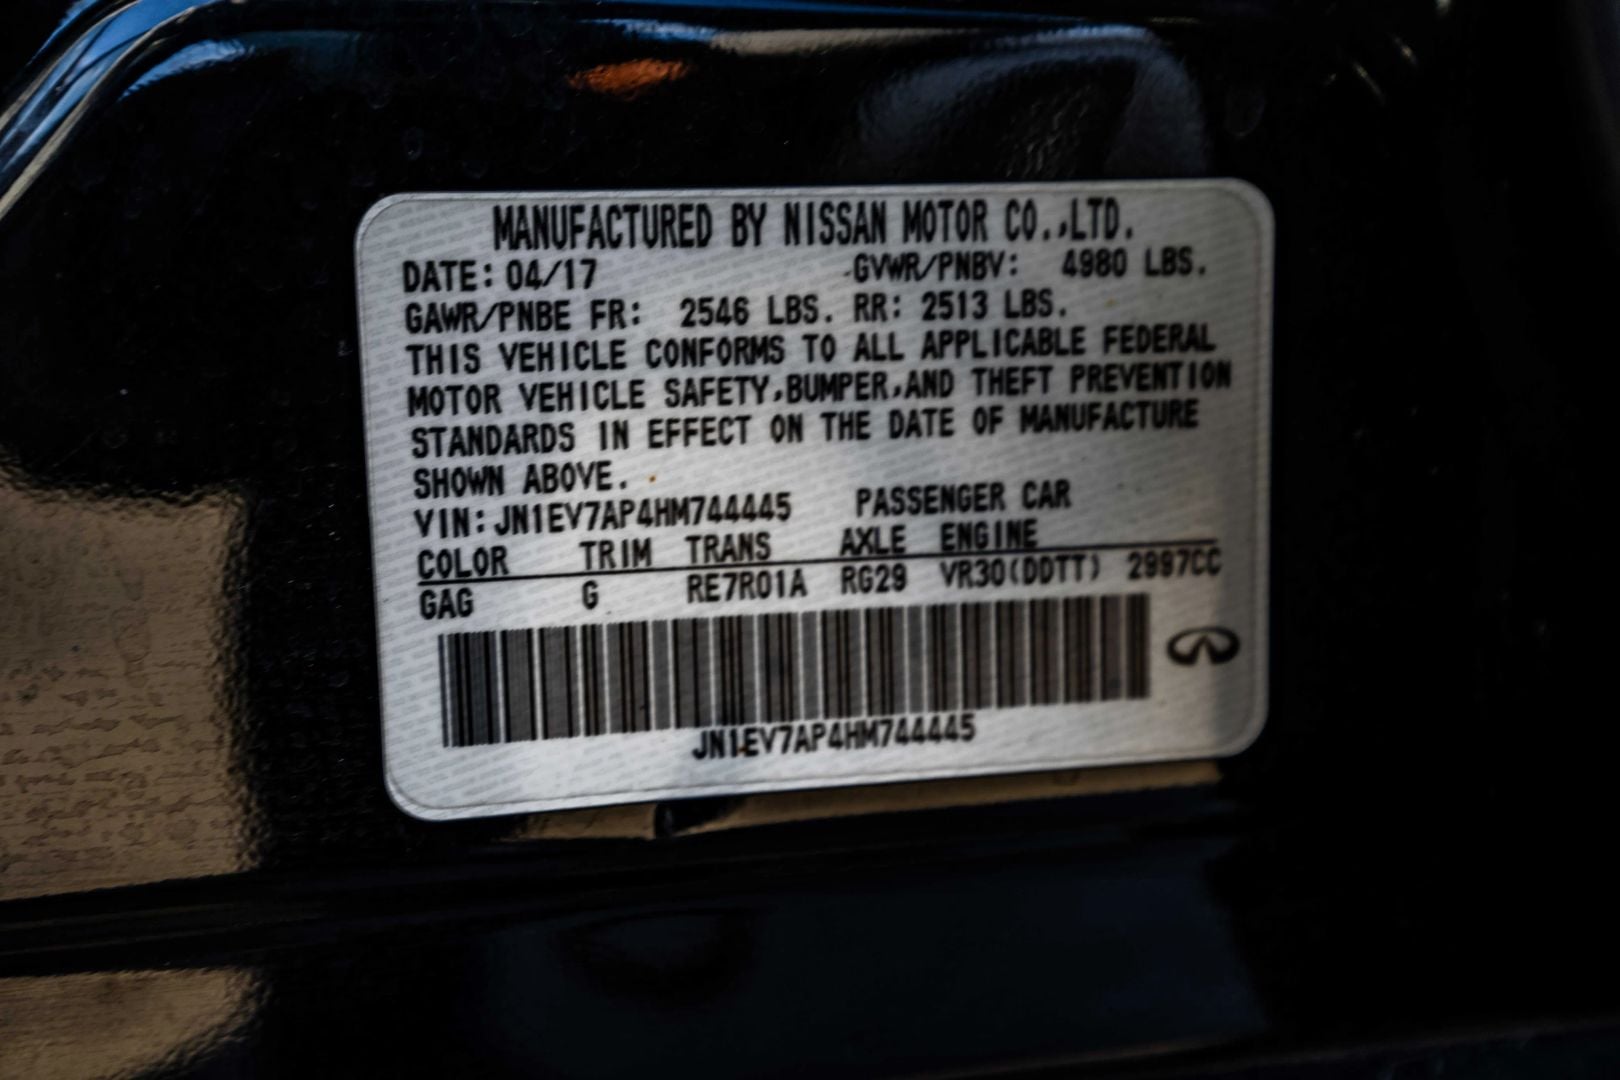 MANUFACTURED BY NISSAN MOTOR CO.,LTD.
DATE: 04/17 GVWR/PNBV: 4980 LBS.
GAWR/PNBE FR: 2546 LBS. RR: 2513 LBS.
THIS VEHICLE CONFORMS TO ALL APPLICABLE FEDERAL
MOTOR VEHICLE SAFETY,BUMPER,AND THEFT PREVENTION
STANDARDS IN EFFECT ON THE DATE OF MANUFACTURE
SHOWN ABOVE.
VIN: JN1EV7AP4HM744445 PASSENGER CAR
COLOR TRIM TRANS AXLE ENGINE
GAG G RE7R01A RG29 VR30(DDTT) 2997CC
JN1EV7AP4HM744445